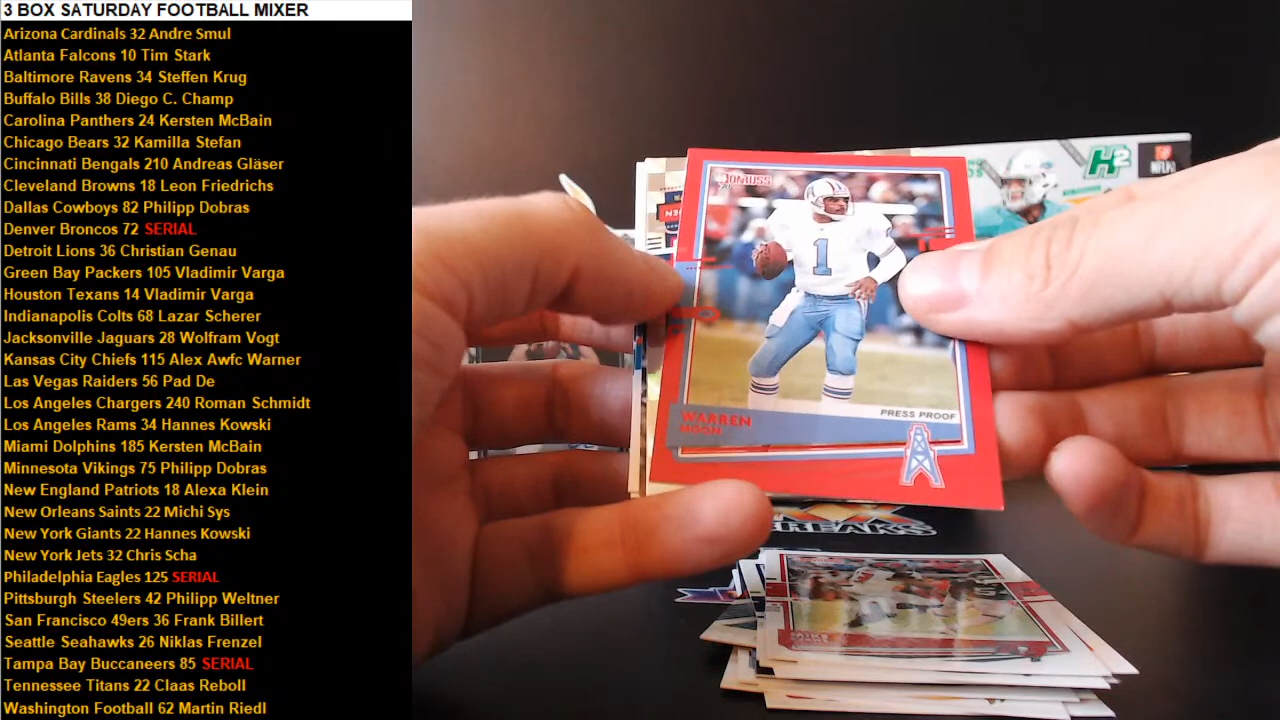 3 BOX SATURDAY FOOTBALL MIXER
Arizona Cardinals 32 Andre Smul
Atlanta Falcons 10 Tim Stark
Baltimore Ravens 34 Steffen Krug
Buffalo Bills 38 Diego C. Champ
Carolina Panthers 24 Kersten McBain
Chicago Bears 32 Kamilla Stefan
Cincinnati Bengals 210 Andreas Gläser
Cleveland Browns 18 Leon Friedrichs
Dallas Cowboys 82 Philipp Dobras
Denver Broncos 72 SERIAL
Detroit Lions 36 Christian Genau
Green Bay Packers 105 Vladimir Varga
Houston Texans 14 Vladimir Varga
Indianapolis Colts 68 Lazar Scherer
Jacksonville Jaguars 28 Wolfram Vogt
Kansas City Chiefs 115 Alex Awfc Warner
Las Vegas Raiders 56 Pad De
Los Angeles Chargers 240 Roman Schmidt
Los Angeles Rams 34 Hannes Kowski
Miami Dolphins 185 Kersten McBain
Minnesota Vikings 75 Philipp Dobras
New England Patriots 18 Alexa Klein
New Orleans Saints 22 Michi Sys
New York Giants 22 Hannes Kowski
New York Jets 32 Chris Scha
Philadelphia Eagles 125 SERIAL
Pittsburgh Steelers 42 Philipp Weltner
San Francisco 49ers 36 Frank Billert
Seattle Seahawks 26 Niklas Frenzel
Tampa Bay Buccaneers 85 SERIAL
Tennessee Titans 22 Claas Reboll
Washington Football 62 Martin Riedl
DONRUSS
1
PRESS PROOF
WARREN
MOON
H2
NFL
BREAKS
MIKE